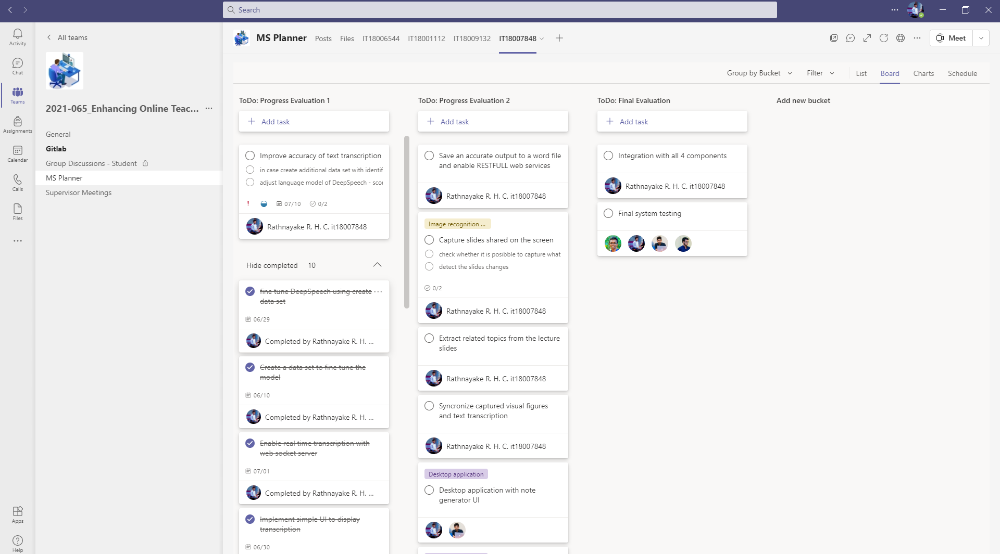 Search
Activity
Chat
Teams
Assignments
Calendar
Calls
Files
Apps
Help
All teams
2021-065_Enhancing Online Teac...
General
Gitlab
Group Discussions - Student
MS Planner
Supervisor Meetings
MS Planner
Posts
Files
IT18006544
IT18001112
IT18009132
IT18007848
Meet
Group by Bucket
Filter
List
Board
Charts
Schedule
ToDo: Progress Evaluation 1
Add task
Improve accuracy of text transcription
in case create additional data set with identif
adjust language model of DeepSpeech - scor
07/10
0/2
Rathnayake R. H. C. it18007848
Hide completed 10
fine tune DeepSpeech using create
data set
06/29
Completed by Rathnayake R. H. ...
Create a data set to fine tune the
model
06/10
Completed by Rathnayake R. H. ...
Enable real time transcription with
web socket server
07/01
Completed by Rathnayake R. H. ...
Implement simple UI to display
transcription
06/30
ToDo: Progress Evaluation 2
Add task
Save an accurate output to a word file
and enable RESTFULL web services
Rathnayake R. H. C. it18007848
Image recognition ...
Capture slides shared on the screen
check whether it is posibble to capture what
detect the slides changes
0/2
Rathnayake R. H. C. it18007848
Extract related topics from the lecture
slides
Rathnayake R. H. C. it18007848
Syncronize captured visual figures
and text transcription
Rathnayake R. H. C. it18007848
Desktop application
Desktop application with note
generator UI
ToDo: Final Evaluation
Add task
Integration with all 4 components
Rathnayake R. H. C. it18007848
Final system testing
Add new bucket